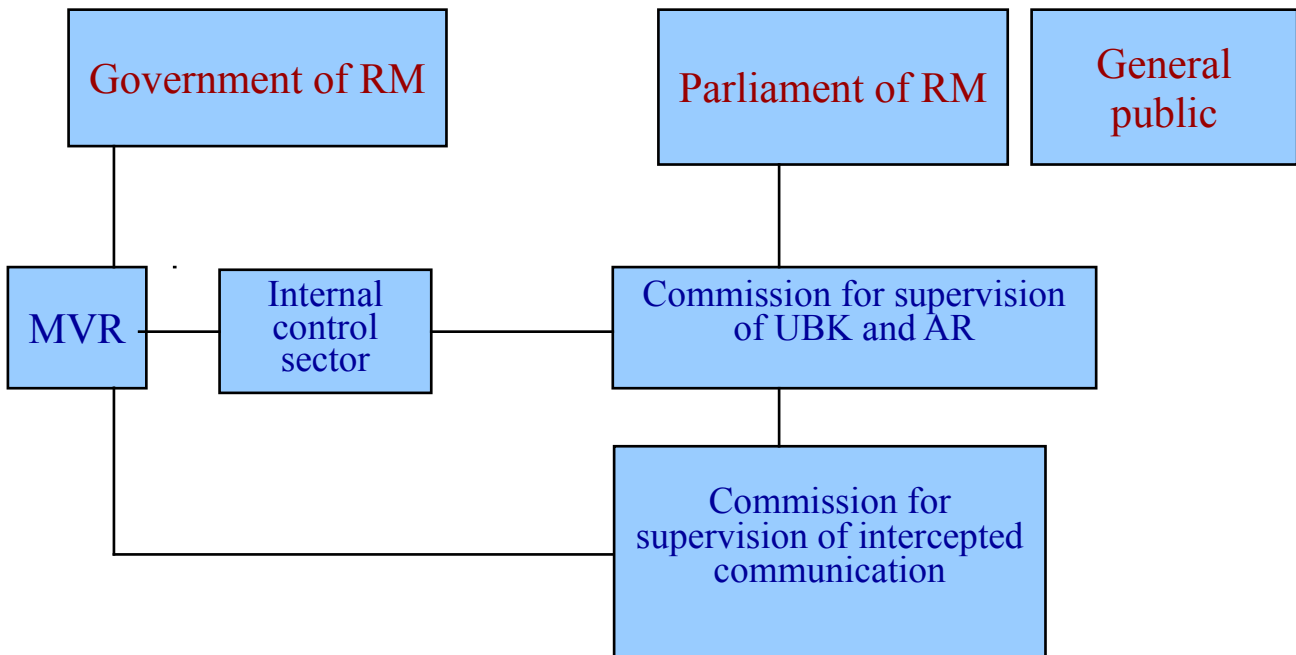 Government of RM
Parliament of RM
General
public
MVR
Internal
control
sector
Commission for supervision
of UBK and AR
Commission for
supervision of intercepted
communication